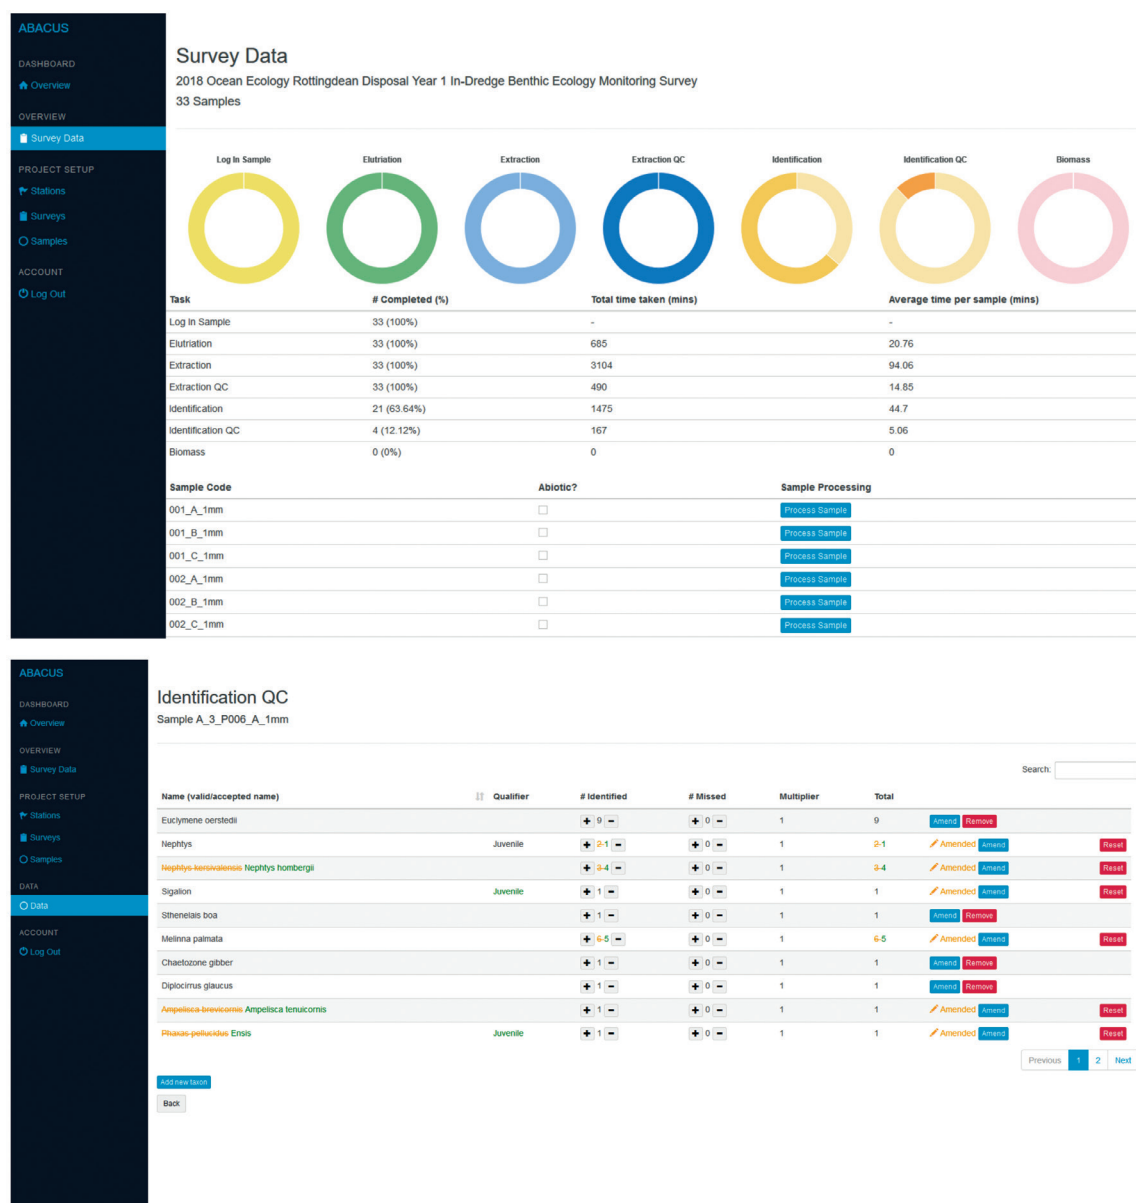 ABACUS
DASHBOARD
Overview
OVERVIEW
Survey Data
PROJECT SETUP
Stations
Surveys
Samples
ACCOUNT
Log Out
Survey Data
2018 Ocean Ecology Rottingdean Disposal Year 1 In-Dredge Benthic Ecology Monitoring Survey
33 Samples
Log In Sample Elutriation Extraction Extraction QC Identification Identification QC Biomass
Task # Completed (%) Total time taken (mins) Average time per sample (mins)
Log In Sample 33 (100%) - -
Elutriation 33 (100%) 685 20.76
Extraction 33 (100%) 3104 94.06
Extraction QC 33 (100%) 490 14.85
Identification 21 (63.64%) 1475 44.7
Identification QC 4 (12.12%) 167 5.06
Biomass 0 (0%) 0 0
Sample Code Abiotic? Sample Processing
001_A_1mm Process Sample
001_B_1mm Process Sample
001_C_1mm Process Sample
002_A_1mm Process Sample
002_B_1mm Process Sample
002_C_1mm Process Sample
ABACUS
DASHBOARD
Overview
OVERVIEW
Survey Data
PROJECT SETUP
Stations
Surveys
Samples
DATA
Data
ACCOUNT
Log Out
Identification QC
Sample A_3_P006_A_1mm
Search:
Name (valid/accepted name) Qualifier # Identified # Missed Multiplier Total
Euclymene oerstedii + 9 - + 0 - 1 9 Amend Remove
Nephtys Juvenile + 2 1 - + 0 - 1 2 1 Amended Amend Reset
Nephtys kersivalensis Nephtys hombergii + 3 4 - + 0 - 1 3 4 Amended Amend Reset
Sigalion Juvenile + 1 - + 0 - 1 1 Amended Amend Reset
Sthenelais boa + 1 - + 0 - 1 1 Amend Remove
Melinna palmata + 6 5 - + 0 - 1 6 5 Amended Amend Reset
Chaetozone gibber + 1 - + 0 - 1 1 Amend Remove
Diplocirrus glaucus + 1 - + 0 - 1 1 Amend Remove
Ampelisca brevicornis Ampelisca tenuicornis + 1 - + 0 - 1 1 Amended Amend Reset
Phaxas pellucidus Ensis Juvenile + 1 - + 0 - 1 1 Amended Amend Reset
Previous 1 2 Next
Add new taxon
Back